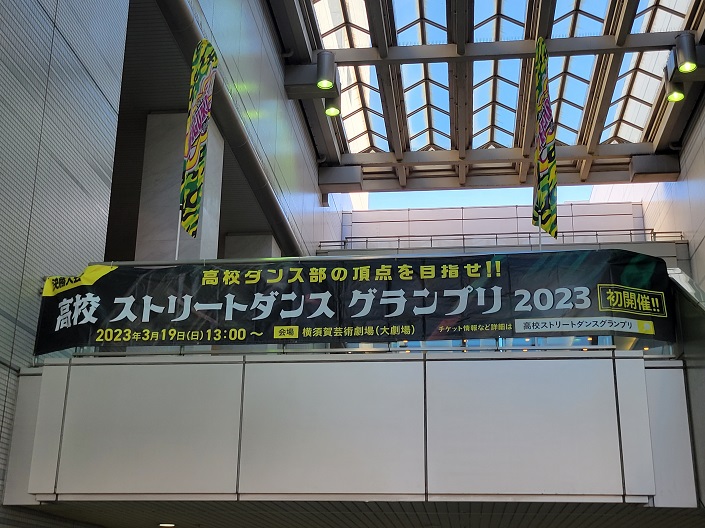 決勝大会
高校ダンス部の頂点を目指せ!!
高校 ストリートダンス グランプリ 2023 初開催!!
2023年3月19日(日)13:00～ 会場 横須賀芸術劇場(大劇場) チケット情報など詳細は 高校ストリートダンスグランプリ